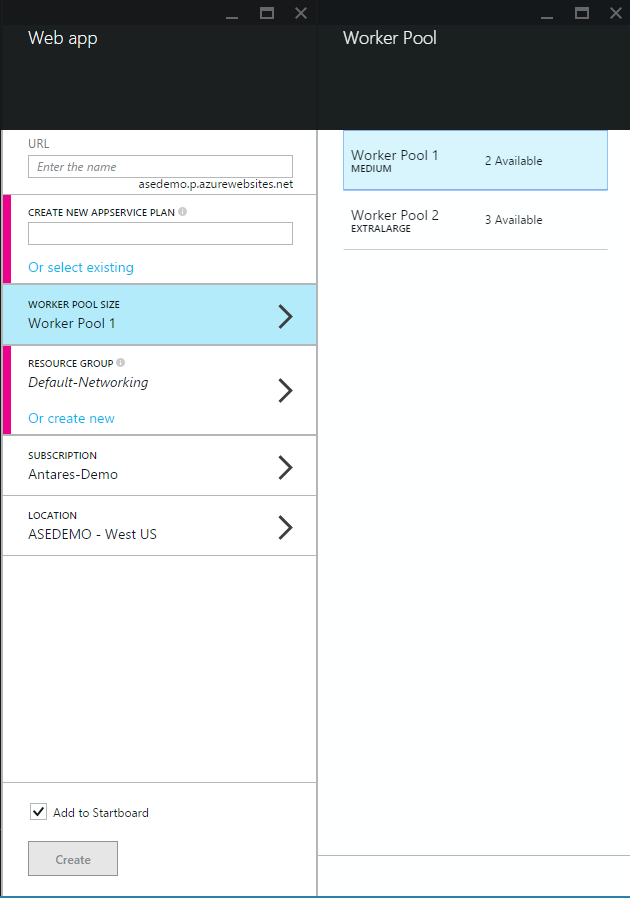 Web app
URL
Enter the name
asedemo.p.azurewebsites.net
CREATE NEW APPSERVICE PLAN
Or select existing
WORKER POOL SIZE
Worker Pool 1
RESOURCE GROUP
Default-Networking
Or create new
SUBSCRIPTION
Antares-Demo
LOCATION
ASEDEMO - West US
Add to Startboard
Create
Worker Pool
Worker Pool 1
MEDIUM
2 Available
Worker Pool 2
EXTRALARGE
3 Available